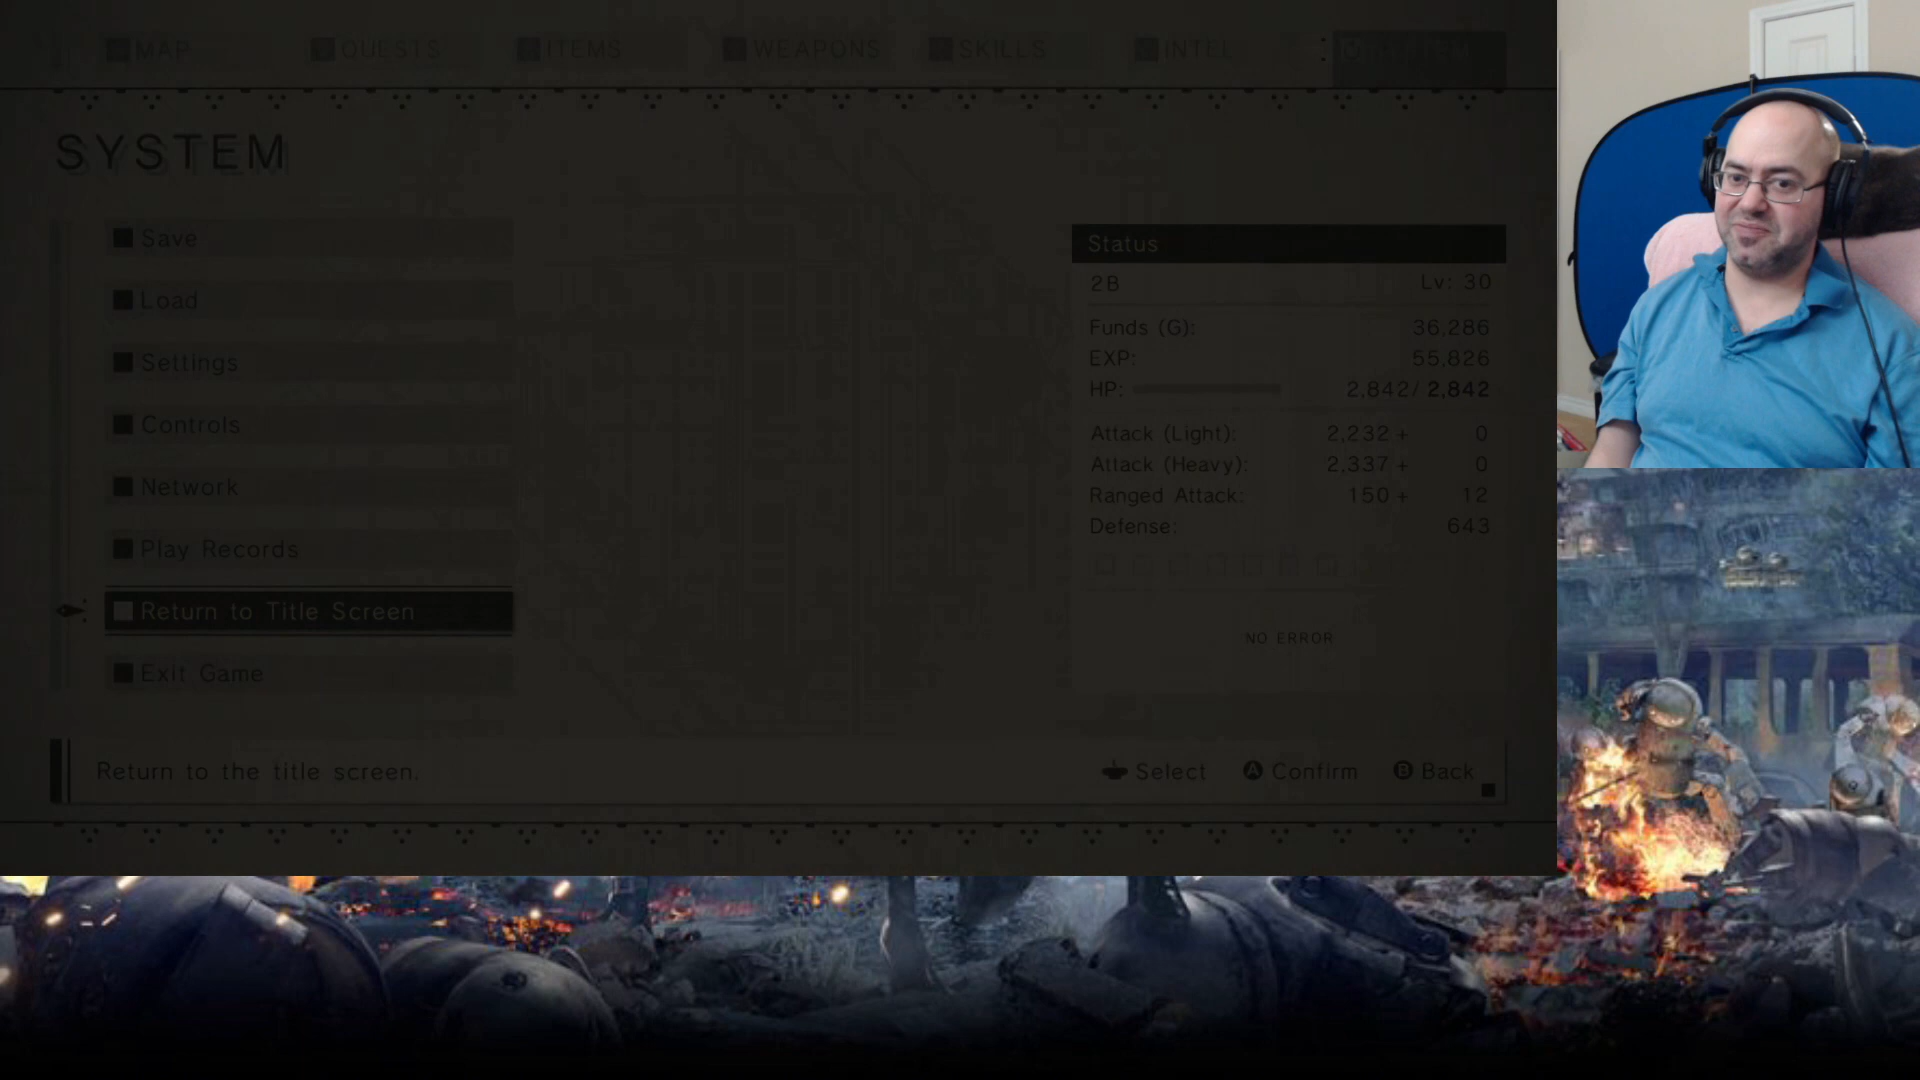 MAP QUESTS ITEMS WEAPONS SKILLS INTEL SYSTEM
SYSTEM
Save
Load
Settings
Controls
Network
Play Records
Return to Title Screen
Exit Game
Status
2B Lv: 30
Funds (G): 36,286
EXP: 55,826
HP: 2,842/ 2,842
Attack (Light): 2,232 + 0
Attack (Heavy): 2,337 + 0
Ranged Attack: 150 + 12
Defense: 643
NO ERROR
Return to the title screen.
Select A Confirm B Back